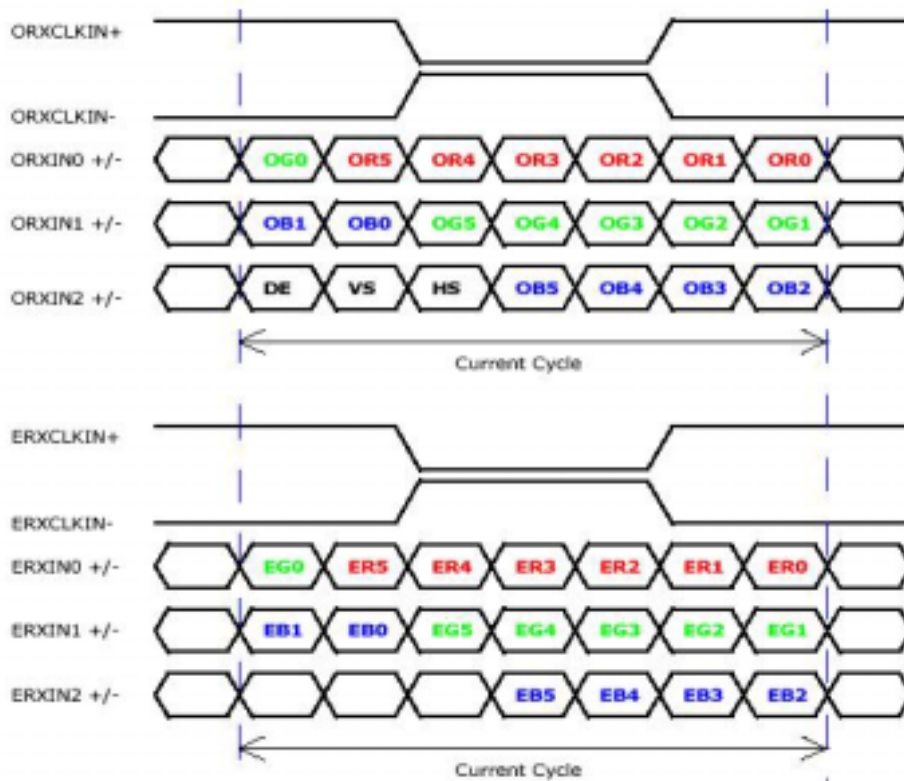 ORXCLKIN+
ORXCLKIN-
ORXIN0 +/- OG0 OR5 OR4 OR3 OR2 OR1 OR0
ORXIN1 +/- OB1 OB0 OG5 OG4 OG3 OG2 OG1
ORXIN2 +/- DE VS HS OB5 OB4 OB3 OB2
Current Cycle
ERXCLKIN+
ERXCLKIN-
ERXIN0 +/- EG0 ER5 ER4 ER3 ER2 ER1 ER0
ERXIN1 +/- EB1 EB0 EG5 EG4 EG3 EG2 EG1
ERXIN2 +/- EB5 EB4 EB3 EB2
Current Cycle